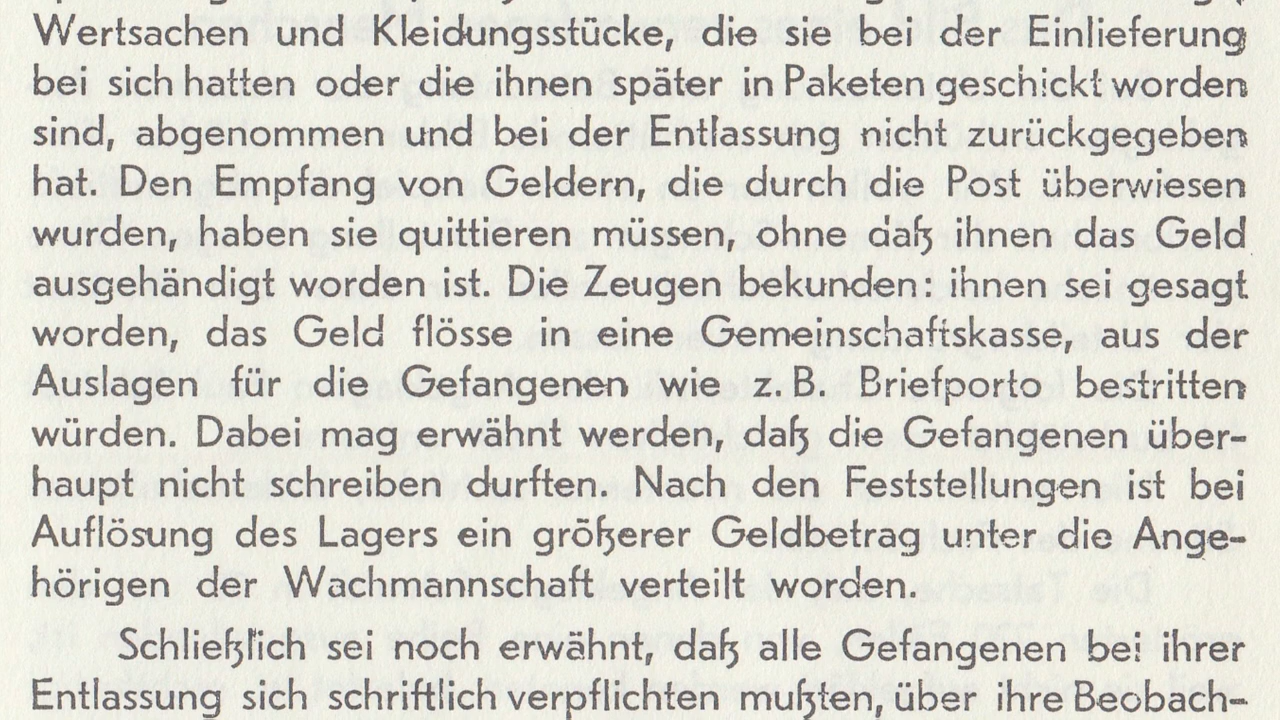 Wertsachen und Kleidungsstücke, die sie bei der Einlieferung
bei sich hatten oder die ihnen später in Paketen geschickt worden
sind, abgenommen und bei der Entlassung nicht zurückgegeben
hat. Den Empfang von Geldern, die durch die Post überwiesen
wurden, haben sie quittieren müssen, ohne daß ihnen das Geld
ausgehändigt worden ist. Die Zeugen bekunden. ihnen sei gesagt
worden, das Geld flösse in eine Gemeinschaftskasse, aus der
Auslagen für die Gefangenen wie z. B. Briefporto bestritten
würden. Dabei mag erwähnt werden, daß die Gefangenen über-
haupt nicht schreiben durften. Nach den Feststellungen ist bei
Auflösung des Lagers ein größerer Geldbetrag unter die Ange-
hörigen der Wachmannschaft verteilt worden.
Schließlich sei noch erwähnt, daß alle Gefangenen bei ihrer
Entlassung sich schriftlich verpflichten mußten, über ihre Beobach-